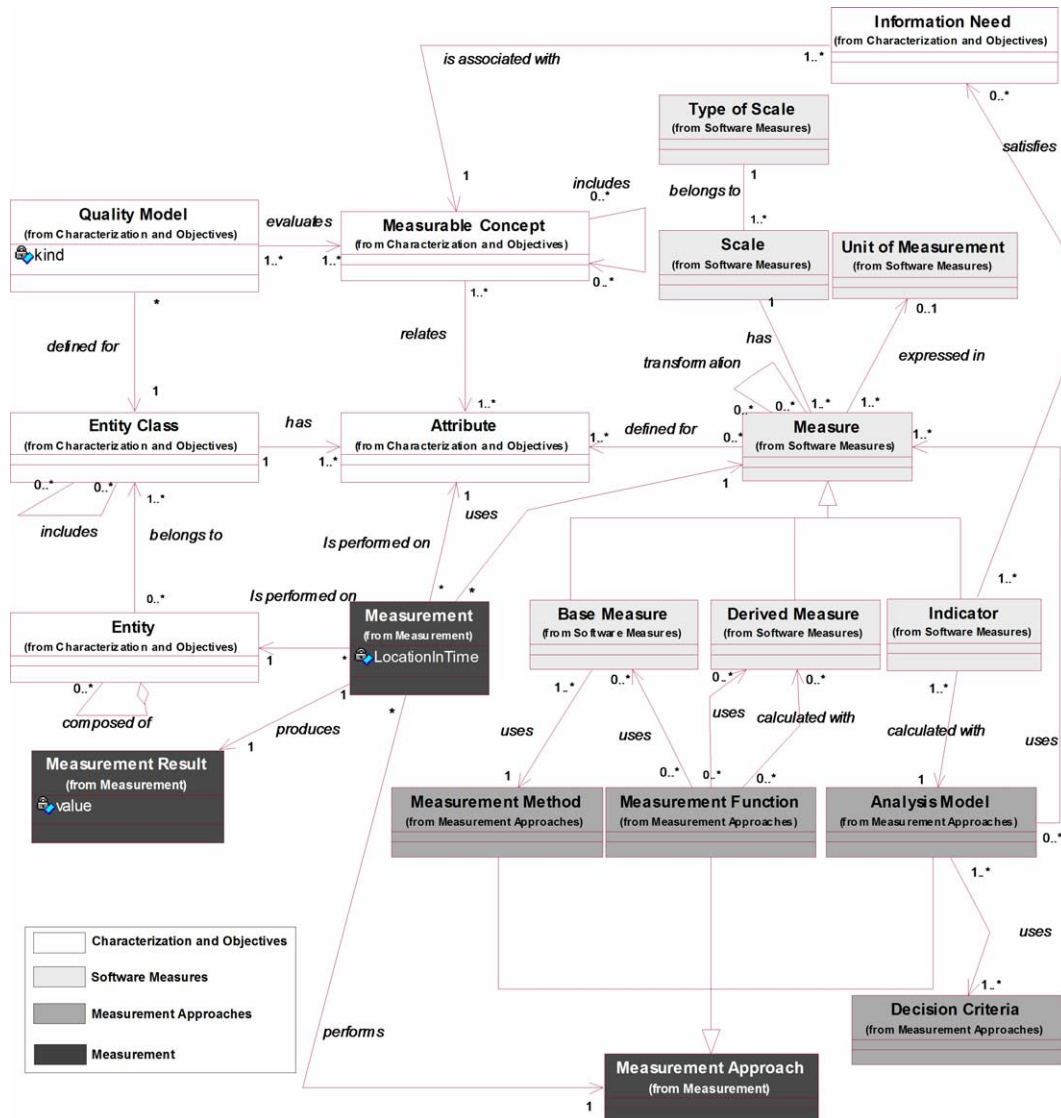 Information Need
(from Characterization and Objectives)
1..*
is associated with
0..*
Type of Scale
(from Software Measures)
satisfies
1
includes
0..*
1
belongs to
Quality Model
(from Characterization and Objectives)
kind
evaluates
1..*
1..*
Measurable Concept
(from Characterization and Objectives)
1..*
Scale
(from Software Measures)
Unit of Measurement
(from Software Measures)
0..*
1..*
*
1
0..1
defined for
relates
has
transformation
expressed in
1
1..*
0..*
0..*
1..*
1..*
Entity Class
(from Characterization and Objectives)
has
1
1..*
Attribute
(from Characterization and Objectives)
1..*
defined for
0..*
Measure
(from Software Measures)
1..*
0..*
0..*
1..*
1
1
uses
includes
belongs to
Is performed on
0..*
*
*
1..*
Is performed on
Entity
(from Characterization and Objectives)
1
*
Measurement
(from Measurement)
LocationInTime
Base Measure
(from Software Measures)
Derived Measure
(from Software Measures)
Indicator
(from Software Measures)
0..*
composed of
1
*
produces
1
1..*
0..*
0..*
0..*
1..*
uses
uses
uses
calculated with
calculated with
uses
1
0..*
0..*
0..*
1
Measurement Result
(from Measurement)
value
Measurement Method
(from Measurement Approaches)
Measurement Function
(from Measurement Approaches)
Analysis Model
(from Measurement Approaches)
0..*
1..*
uses
1..*
Characterization and Objectives
Software Measures
Measurement Approaches
Measurement
Decision Criteria
(from Measurement Approaches)
performs
1
Measurement Approach
(from Measurement)